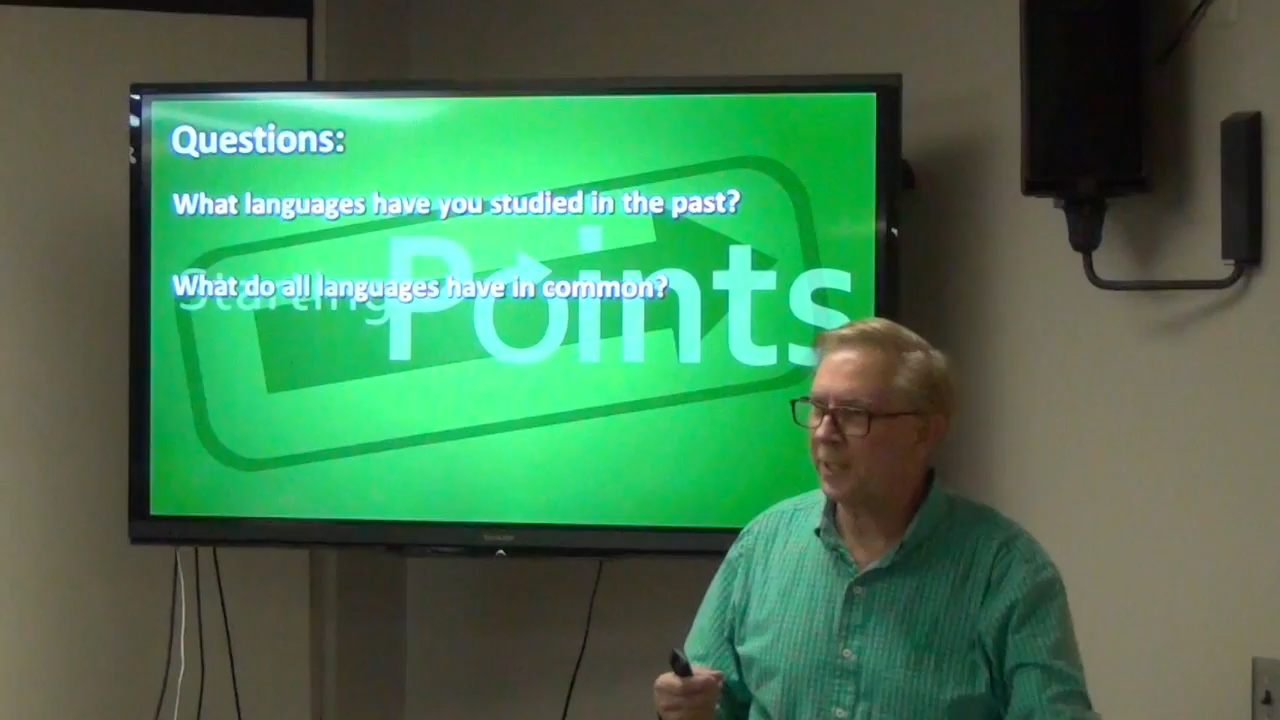 Questions:
What languages have you studied in the past?
What do all languages have in common?
Starting
Points